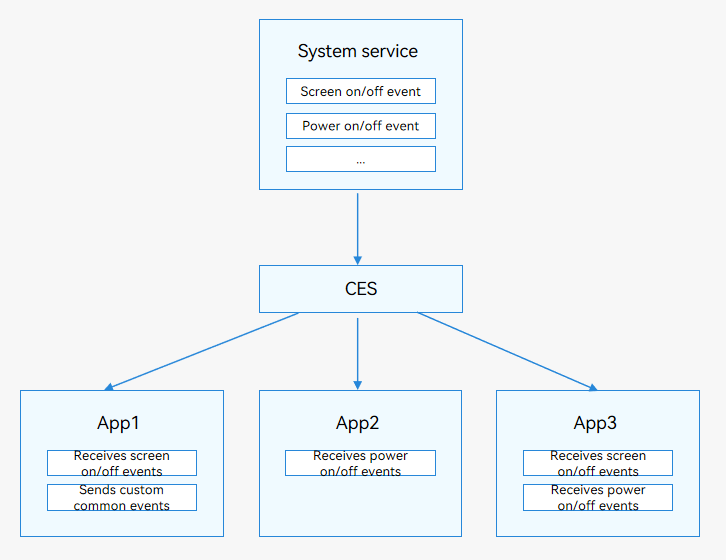 System service
Screen on/off event
Power on/off event
...
CES
App1
Receives screen
on/off events
Sends custom
common events
App2
Receives power
on/off events
App3
Receives screen
on/off events
Receives power
on/off events